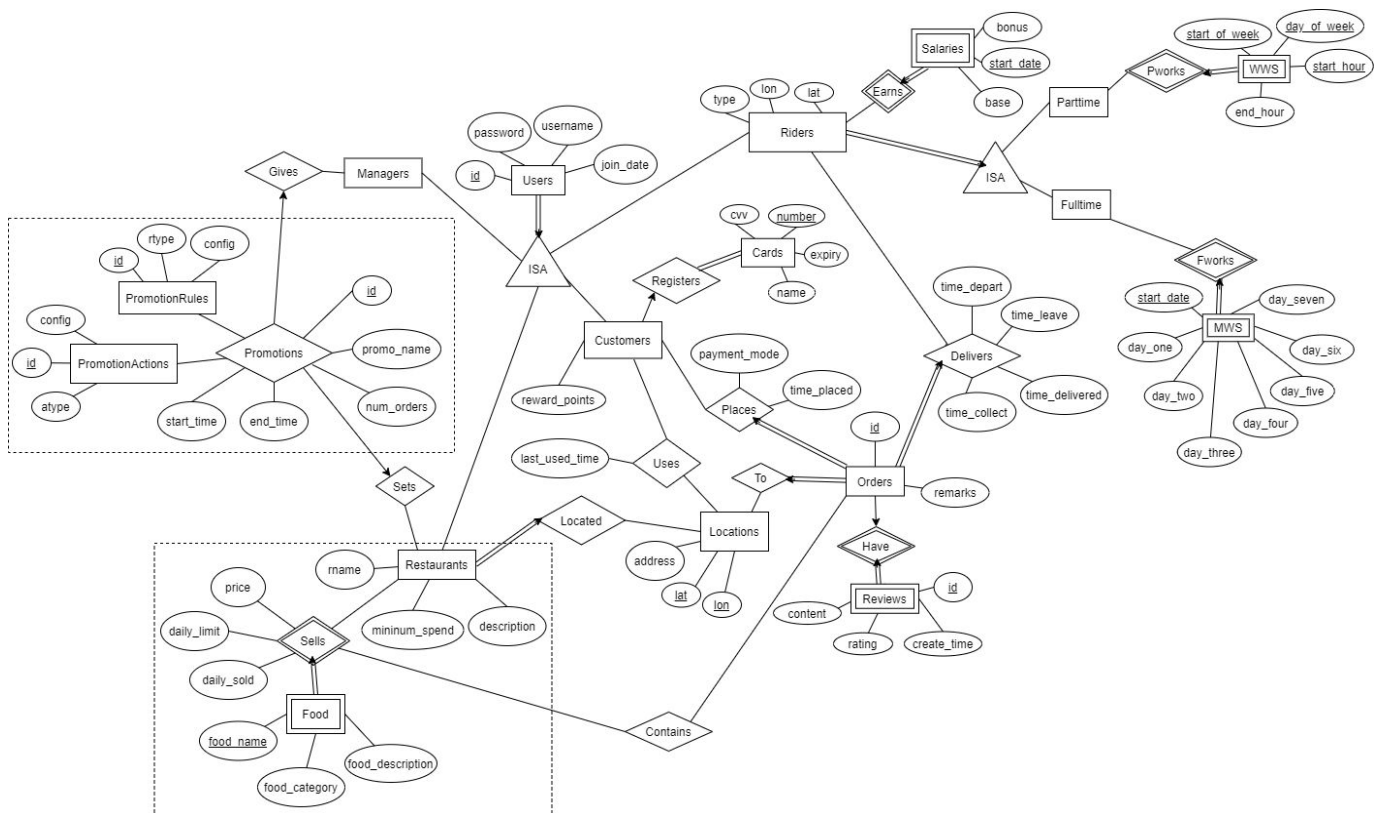 bonus
Salaries
start_date
base
Earns
start_of_week
day_of_week
Pworks
WWS
start_hour
end_hour
Parttime
type
lon
lat
Riders
ISA
Fulltime
password
username
id
Users
join_date
Gives
Managers
ISA
cvv
number
Cards
expiry
name
Registers
Fworks
start_date
day_seven
MWS
day_one
day_six
day_two
day_five
day_four
day_three
rtype
config
id
PromotionRules
config
id
PromotionActions
atype
Promotions
id
promo_name
num_orders
start_time
end_time
Customers
reward_points
payment_mode
Places
time_placed
time_depart
time_leave
Delivers
time_delivered
time_collect
last_used_time
Uses
To
id
Orders
remarks
Sets
Located
Locations
address
lat
lon
Have
Reviews
id
content
rating
create_time
rname
Restaurants
mininum_spend
description
price
daily_limit
Sells
daily_sold
Food
food_name
food_description
food_category
Contains